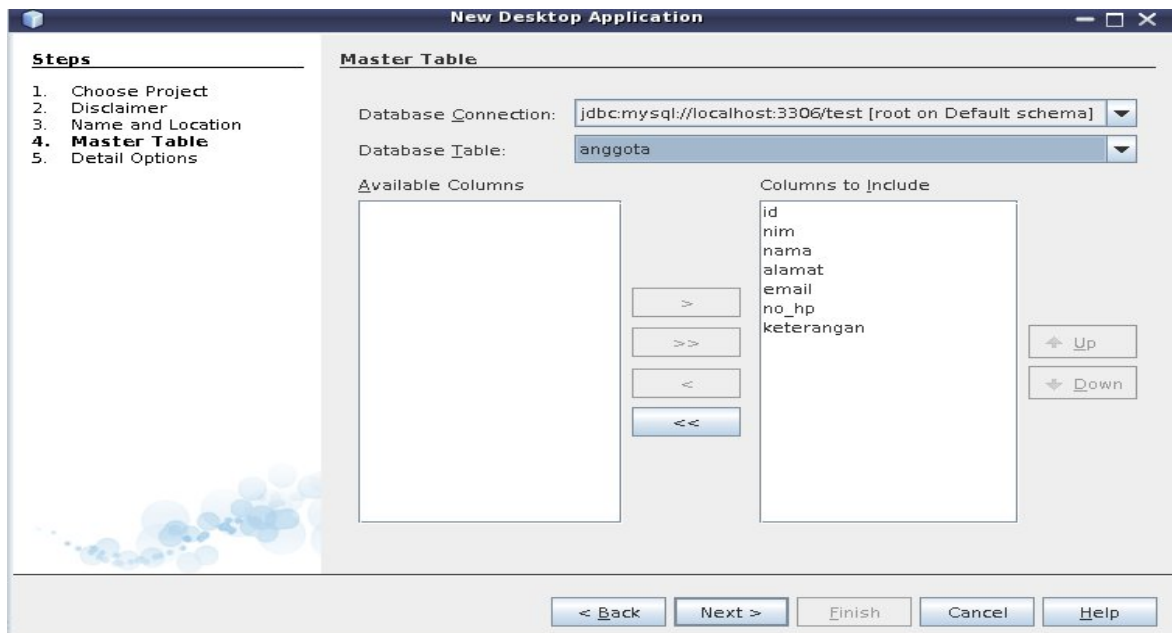 New Desktop Application
Steps
1. Choose Project
2. Disclaimer
3. Name and Location
4. Master Table
5. Detail Options
Master Table
Database Connection: jdbc:mysql://localhost:3306/test [root on Default schema]
Database Table: anggota
Available Columns
Columns to Include
id
nim
nama
alamat
email
no_hp
keterangan
>
>>
<
<<
Up
Down
< Back Next > Finish Cancel Help